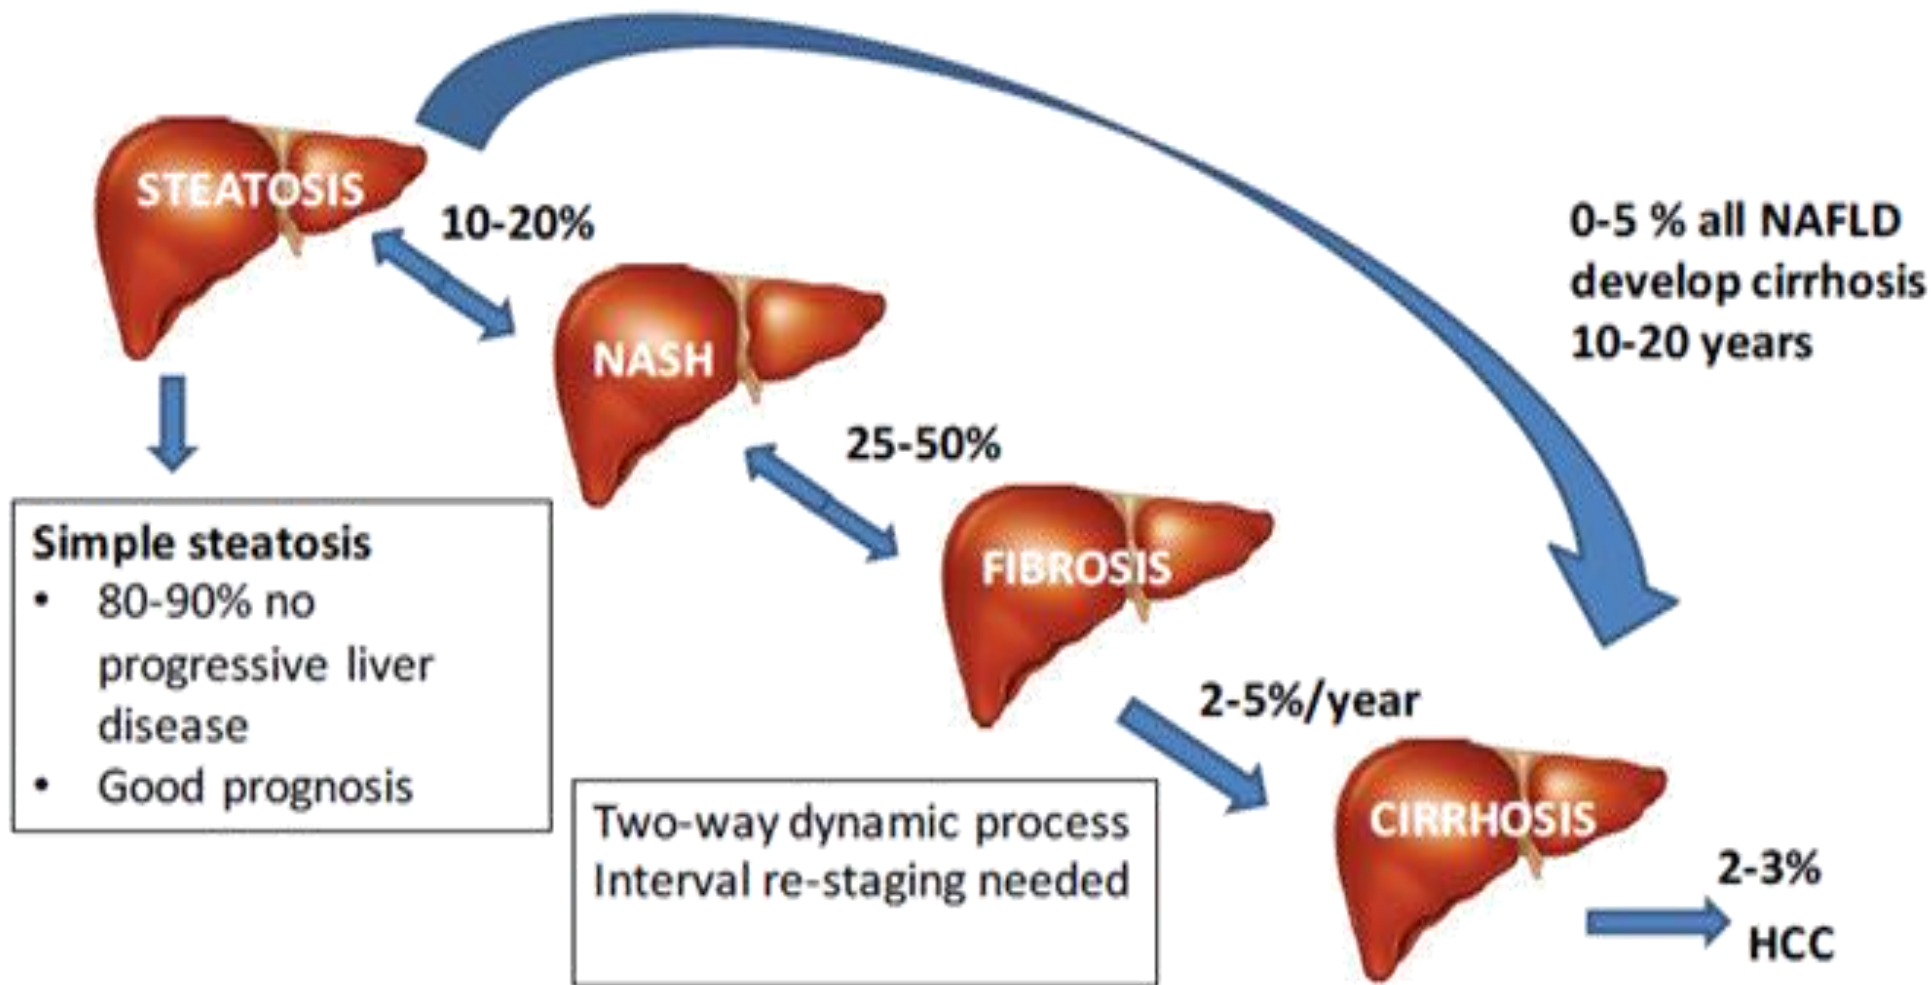 STEATOSIS
10-20%
0-5 % all NAFLD
develop cirrhosis
10-20 years
NASH
25-50%
Simple steatosis
• 80-90% no
progressive liver
disease
• Good prognosis
FIBROSIS
2-5%/year
Two-way dynamic process
Interval re-staging needed
CIRRHOSIS
2-3%
HCC